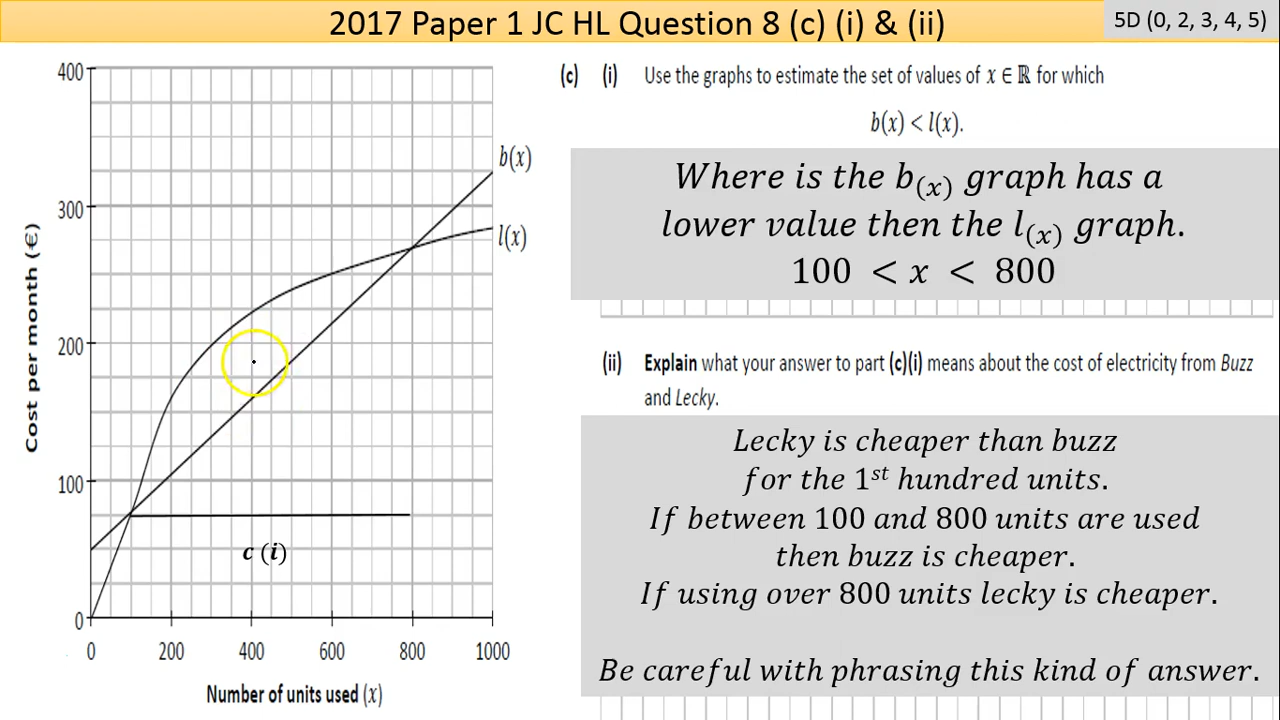 2017 Paper 1 JC HL Question 8 (c) (i) & (ii)
5D (0, 2, 3, 4, 5)
400
300
200
100
0
Cost per month (€)
0 200 400 600 800 1000
Number of units used (x)
b(x)
l(x)
c (i)
(c) (i) Use the graphs to estimate the set of values of x ∈ ℝ for which
b(x) < l(x).
Where is the b(x) graph has a
lower value then the l(x) graph.
100 < x < 800
(ii) Explain what your answer to part (c)(i) means about the cost of electricity from Buzz
and Lecky.
Lecky is cheaper than buzz
for the 1st hundred units.
If between 100 and 800 units are used
then buzz is cheaper.
If using over 800 units lecky is cheaper.
Be careful with phrasing this kind of answer.